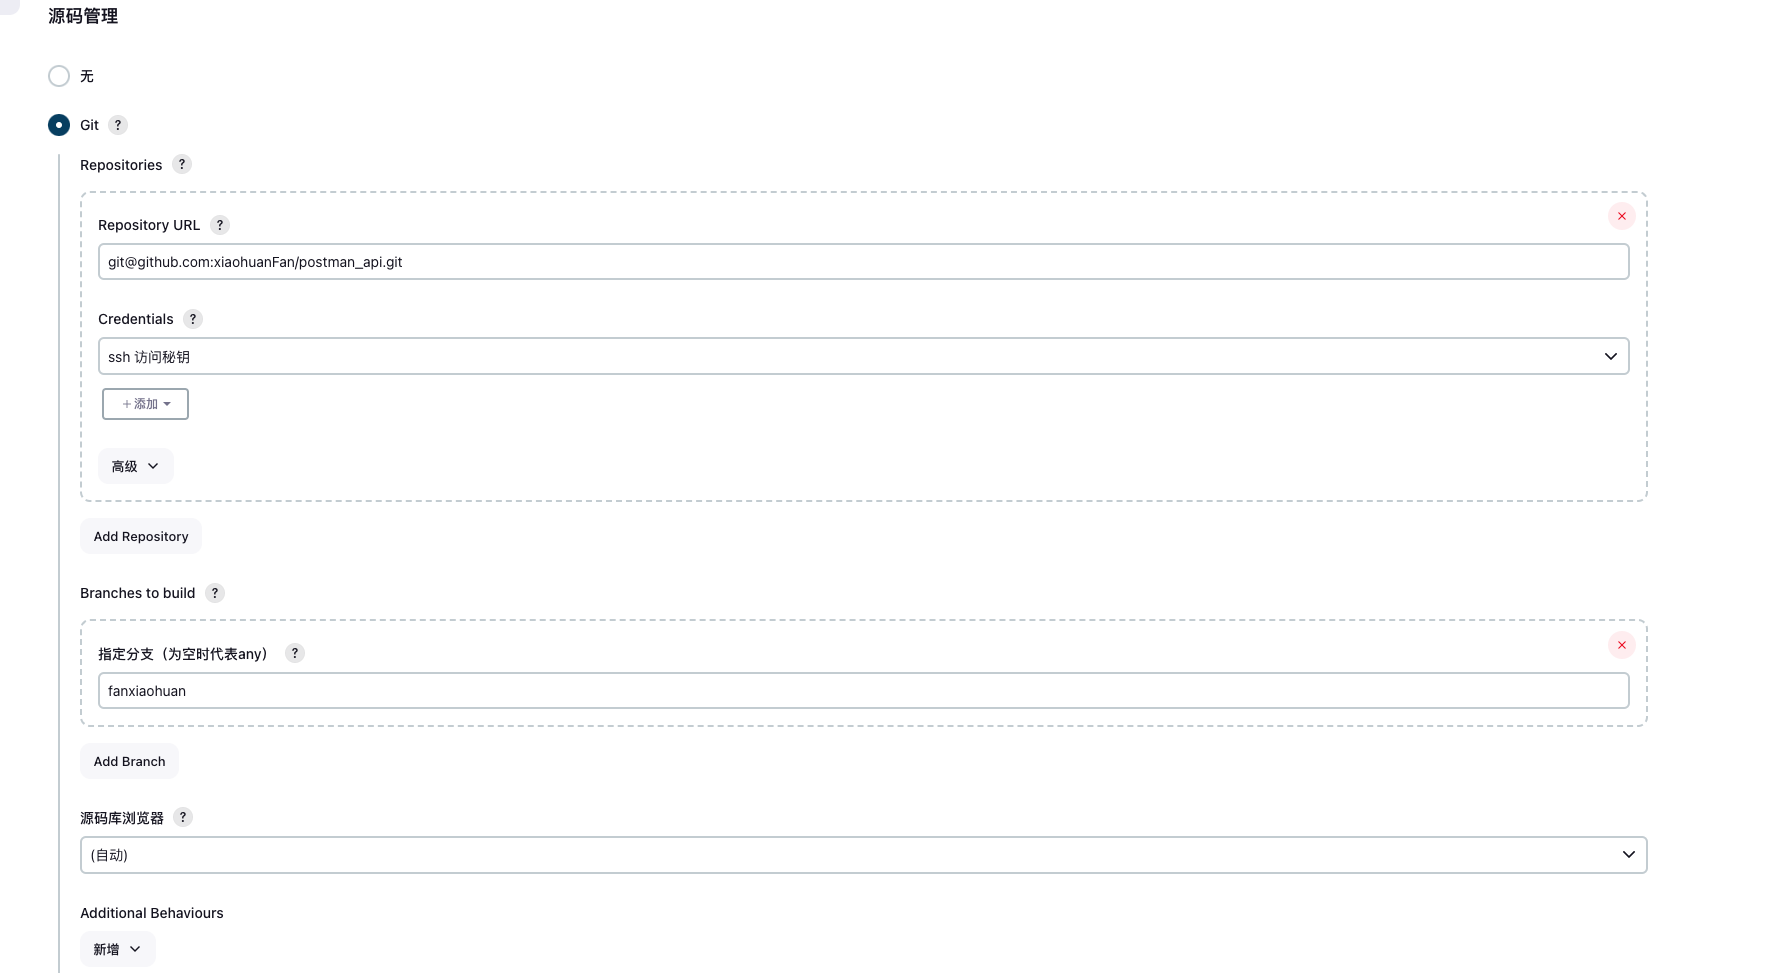 源码管理
无
Git ?
Repositories ?
Repository URL ?
git@github.com:xiaohuanFan/postman_api.git
Credentials ?
ssh 访问秘钥
+ 添加
高级
Add Repository
Branches to build ?
指定分支（为空时代表any） ?
fanxiaohuan
Add Branch
源码库浏览器 ?
(自动)
Additional Behaviours
新增